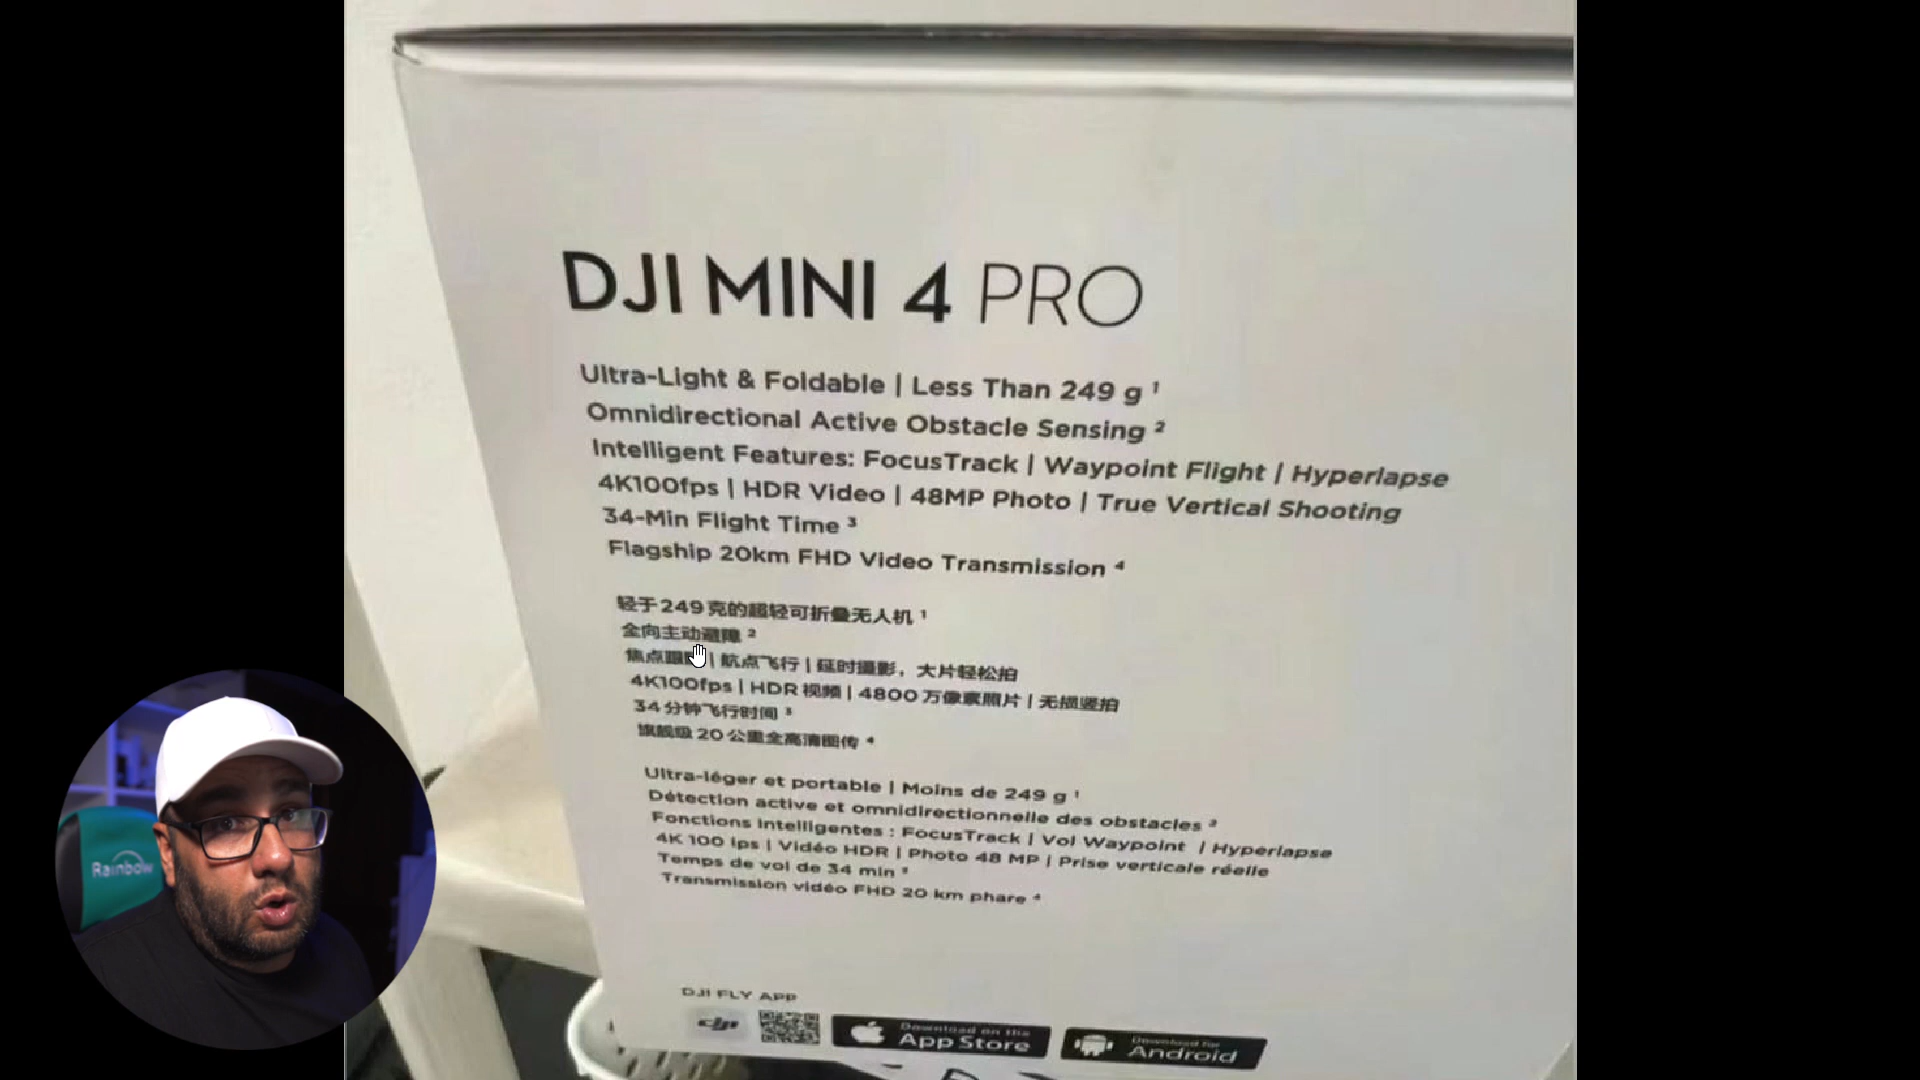 DJI MINI 4 PRO
Ultra-Light & Foldable | Less Than 249 g ¹
Omnidirectional Active Obstacle Sensing ²
Intelligent Features: FocusTrack | Waypoint Flight | Hyperlapse
4K100fps | HDR Video | 48MP Photo | True Vertical Shooting
34-Min Flight Time ³
Flagship 20km FHD Video Transmission ⁴
轻于249克的超轻可折叠无人机 ¹
全向主动避障 ²
焦点跟 | 航点飞行 | 延时摄影，大片轻松拍
4K100fps | HDR 视频 | 4800 万像素照片 | 无损竖拍
34 分钟飞行时间 ³
旗舰级 20 公里全高清图传 ⁴
Ultra-léger et portable | Moins de 249 g ¹
Détection active et omnidirectionnelle des obstacles ²
Fonctions Intelligentes : FocusTrack | Vol Waypoint | Hyperlapse
4K 100 ips | Vidéo HDR | Photo 48 MP | Prise verticale réelle
Temps de vol de 34 min ³
Transmission vidéo FHD 20 km phare ⁴
DJI FLY APP
dji
Download on the
App Store
Download for
Android
Rainbow